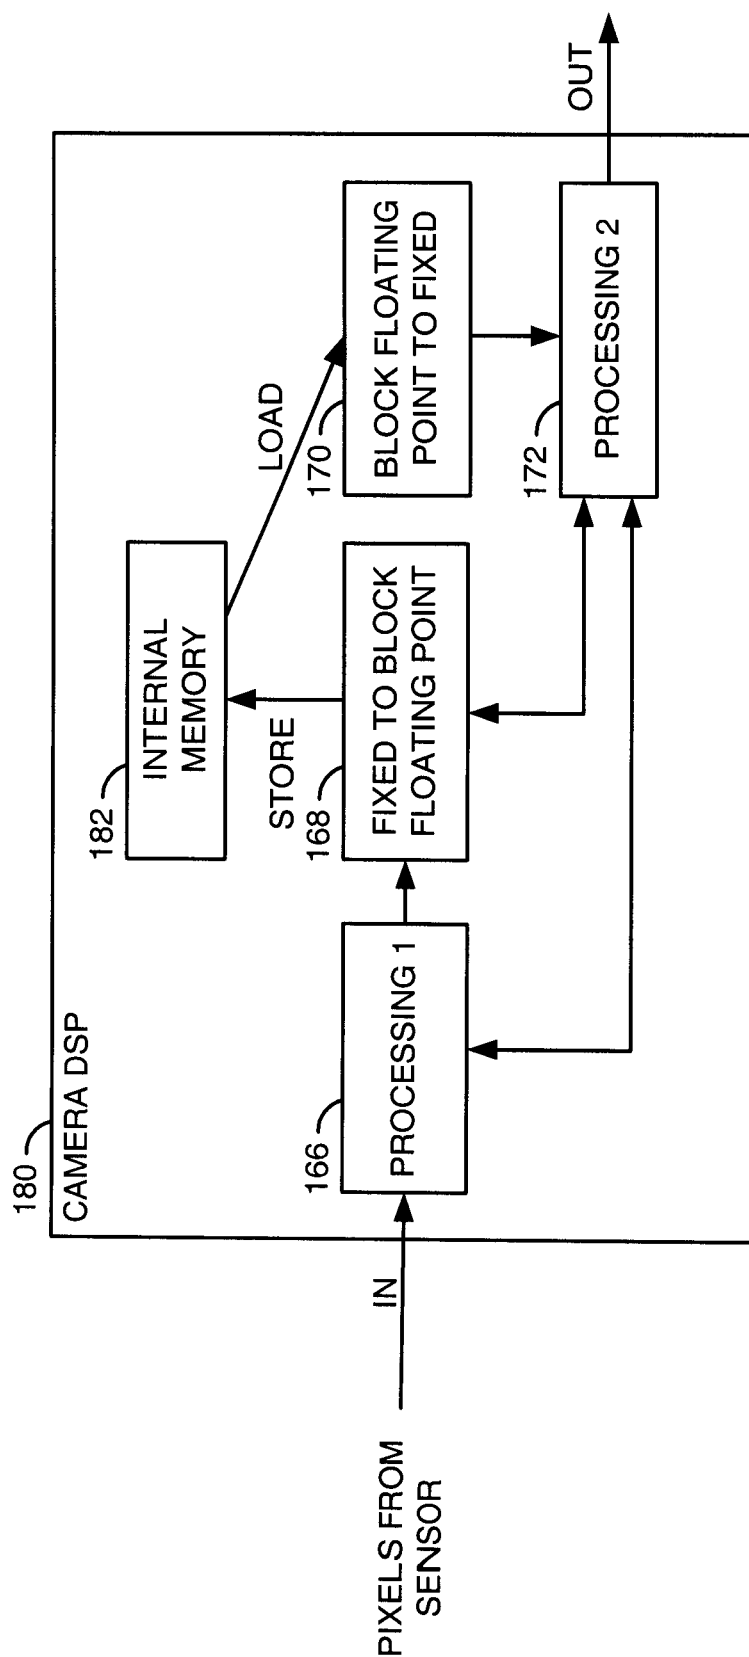 180
CAMERA DSP
182
INTERNAL
MEMORY
STORE
LOAD
PIXELS FROM
SENSOR
IN
166
PROCESSING 1
168
FIXED TO BLOCK
FLOATING POINT
170
BLOCK FLOATING
POINT TO FIXED
172
PROCESSING 2
OUT